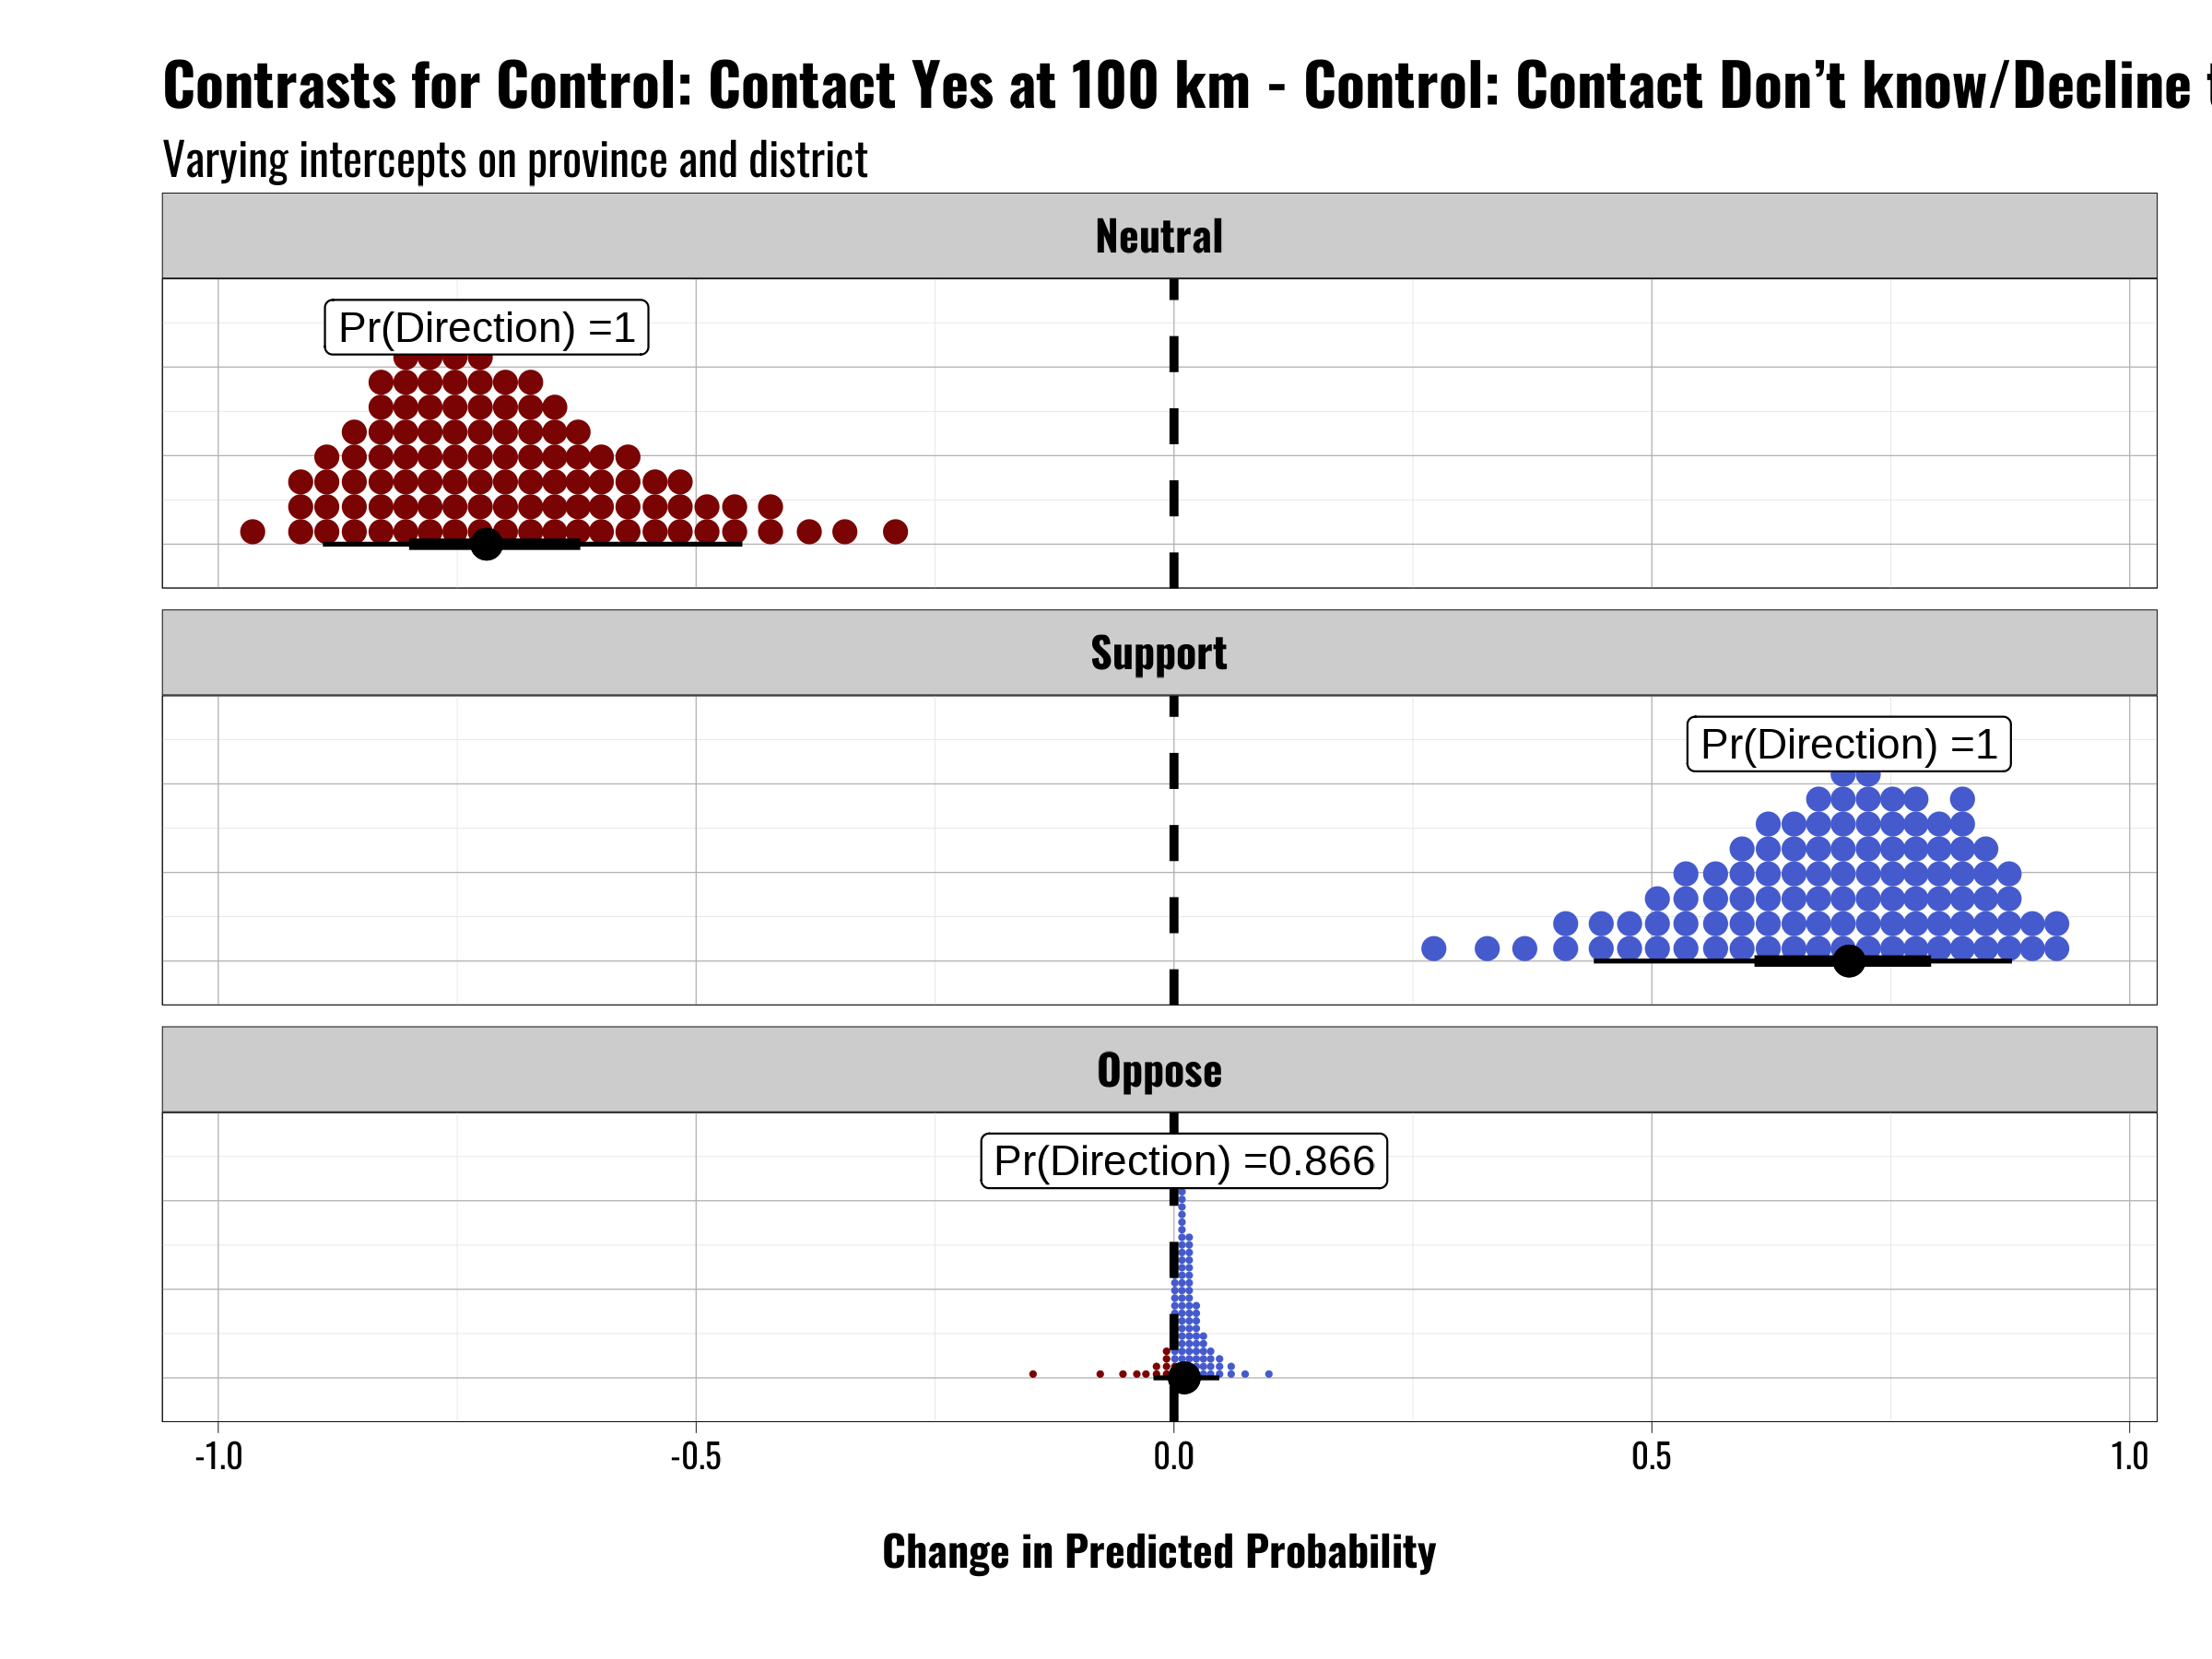 Contrasts for Control: Contact Yes at 100 km - Control: Contact Don’t know/Decline
Varying intercepts on province and district
Neutral
Pr(Direction) =1
Support
Pr(Direction) =1
Oppose
Pr(Direction) =0.866
-1.0 -0.5 0.0 0.5 1.0
Change in Predicted Probability